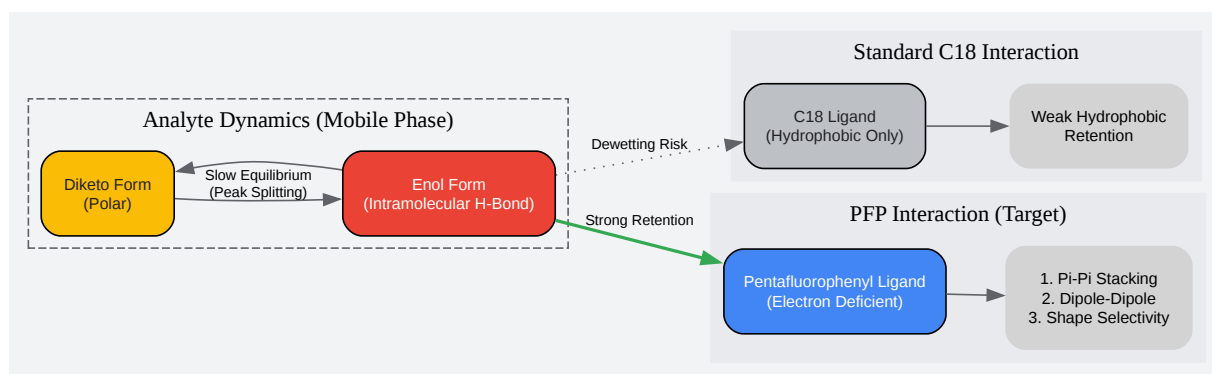 Analyte Dynamics (Mobile Phase)
Diketo Form
(Polar)
Slow Equilibrium
(Peak Splitting)
Enol Form
(Intramolecular H-Bond)
Dewetting Risk
Strong Retention
Standard C18 Interaction
C18 Ligand
(Hydrophobic Only)
Weak Hydrophobic
Retention
PFP Interaction (Target)
Pentafluorophenyl Ligand
(Electron Deficient)
1. Pi-Pi Stacking
2. Dipole-Dipole
3. Shape Selectivity